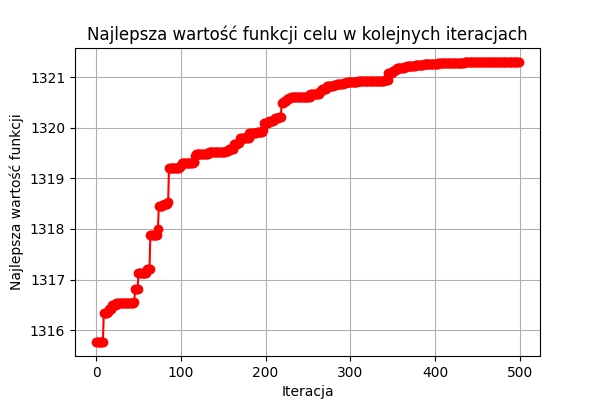 Najlepsza wartość funkcji celu w kolejnych iteracjach
Najlepsza wartość funkcji
1321
1320
1319
1318
1317
1316
0 100 200 300 400 500
Iteracja